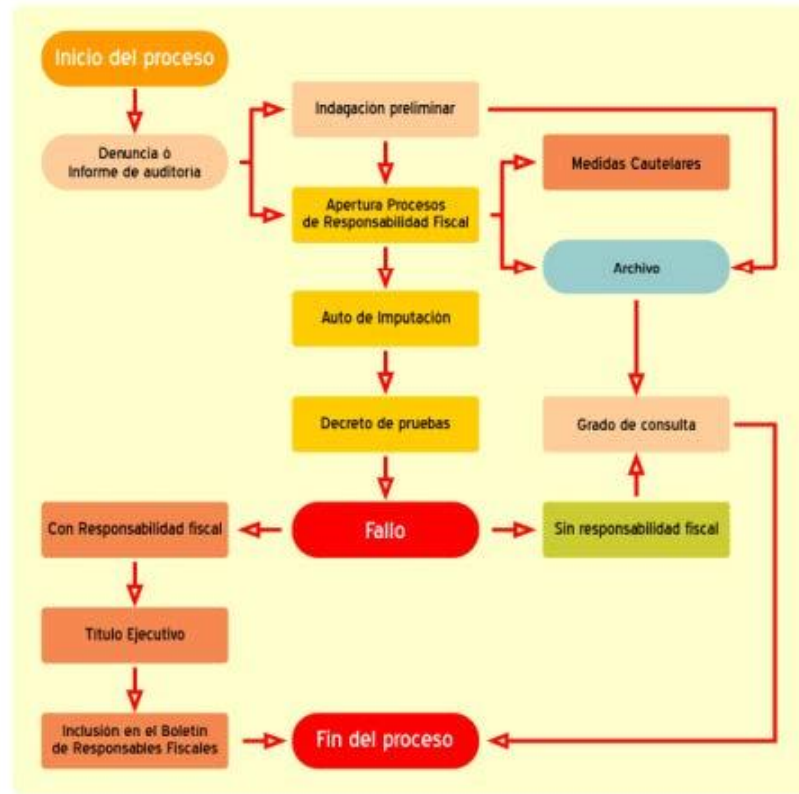 Inicio del proceso
Denuncia ó
Informe de auditoria
Indagación preliminar
Apertura Procesos
de Responsabilidad Fiscal
Medidas Cautelares
Archivo
Auto de Imputación
Decreto de pruebas
Grado de consulta
Con Responsabilidad fiscal
Fallo
Sin responsabilidad fiscal
Título Ejecutivo
Inclusión en el Boletín
de Responsables Fiscales
Fin del proceso